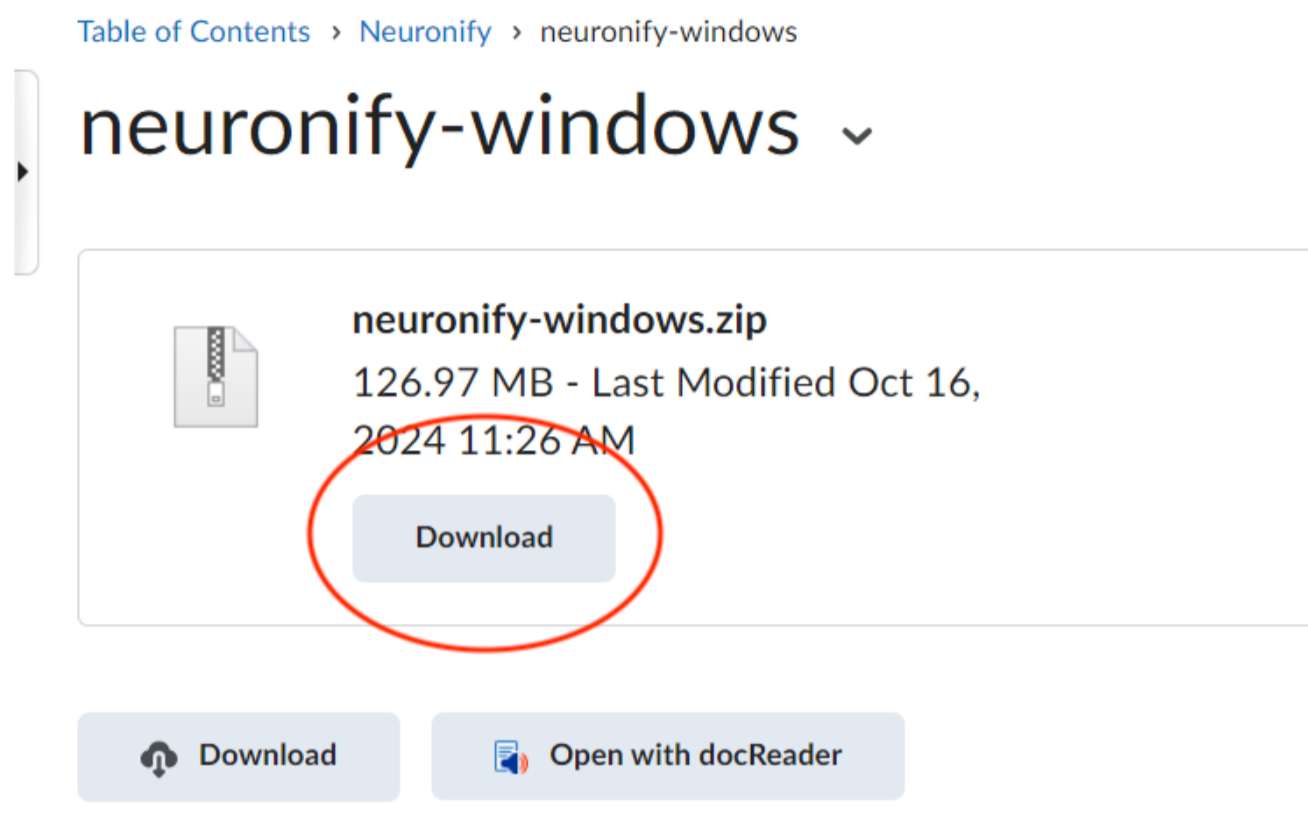 Table of Contents › Neuronify › neuronify-windows
neuronify-windows
neuronify-windows.zip
126.97 MB - Last Modified Oct 16,
2024 11:26 AM
Download
Download
Open with docReader